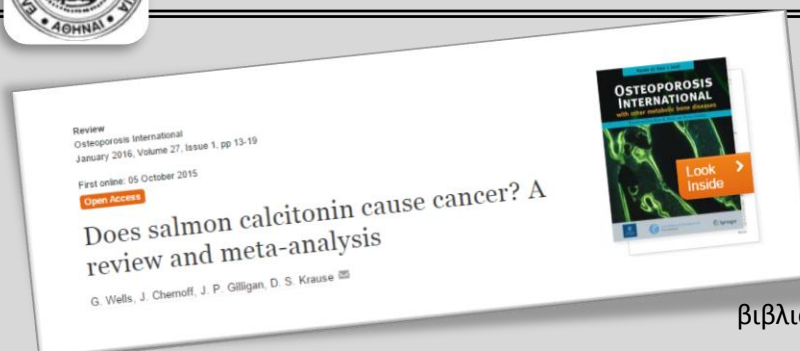 ΑΘΗΝΑΙ
Review
Osteoporosis International
January 2016, Volume 27, Issue 1, pp 13-19
First online: 05 October 2015
Open Access
Does salmon calcitonin cause cancer? A
review and meta-analysis
G. Wells, J. Chernoff, J. P. Gilligan, D. S. Krause
OSTEOPOROSIS
INTERNATIONAL
with other metabolic bone diseases
Look
Inside
Springer
βιβλι